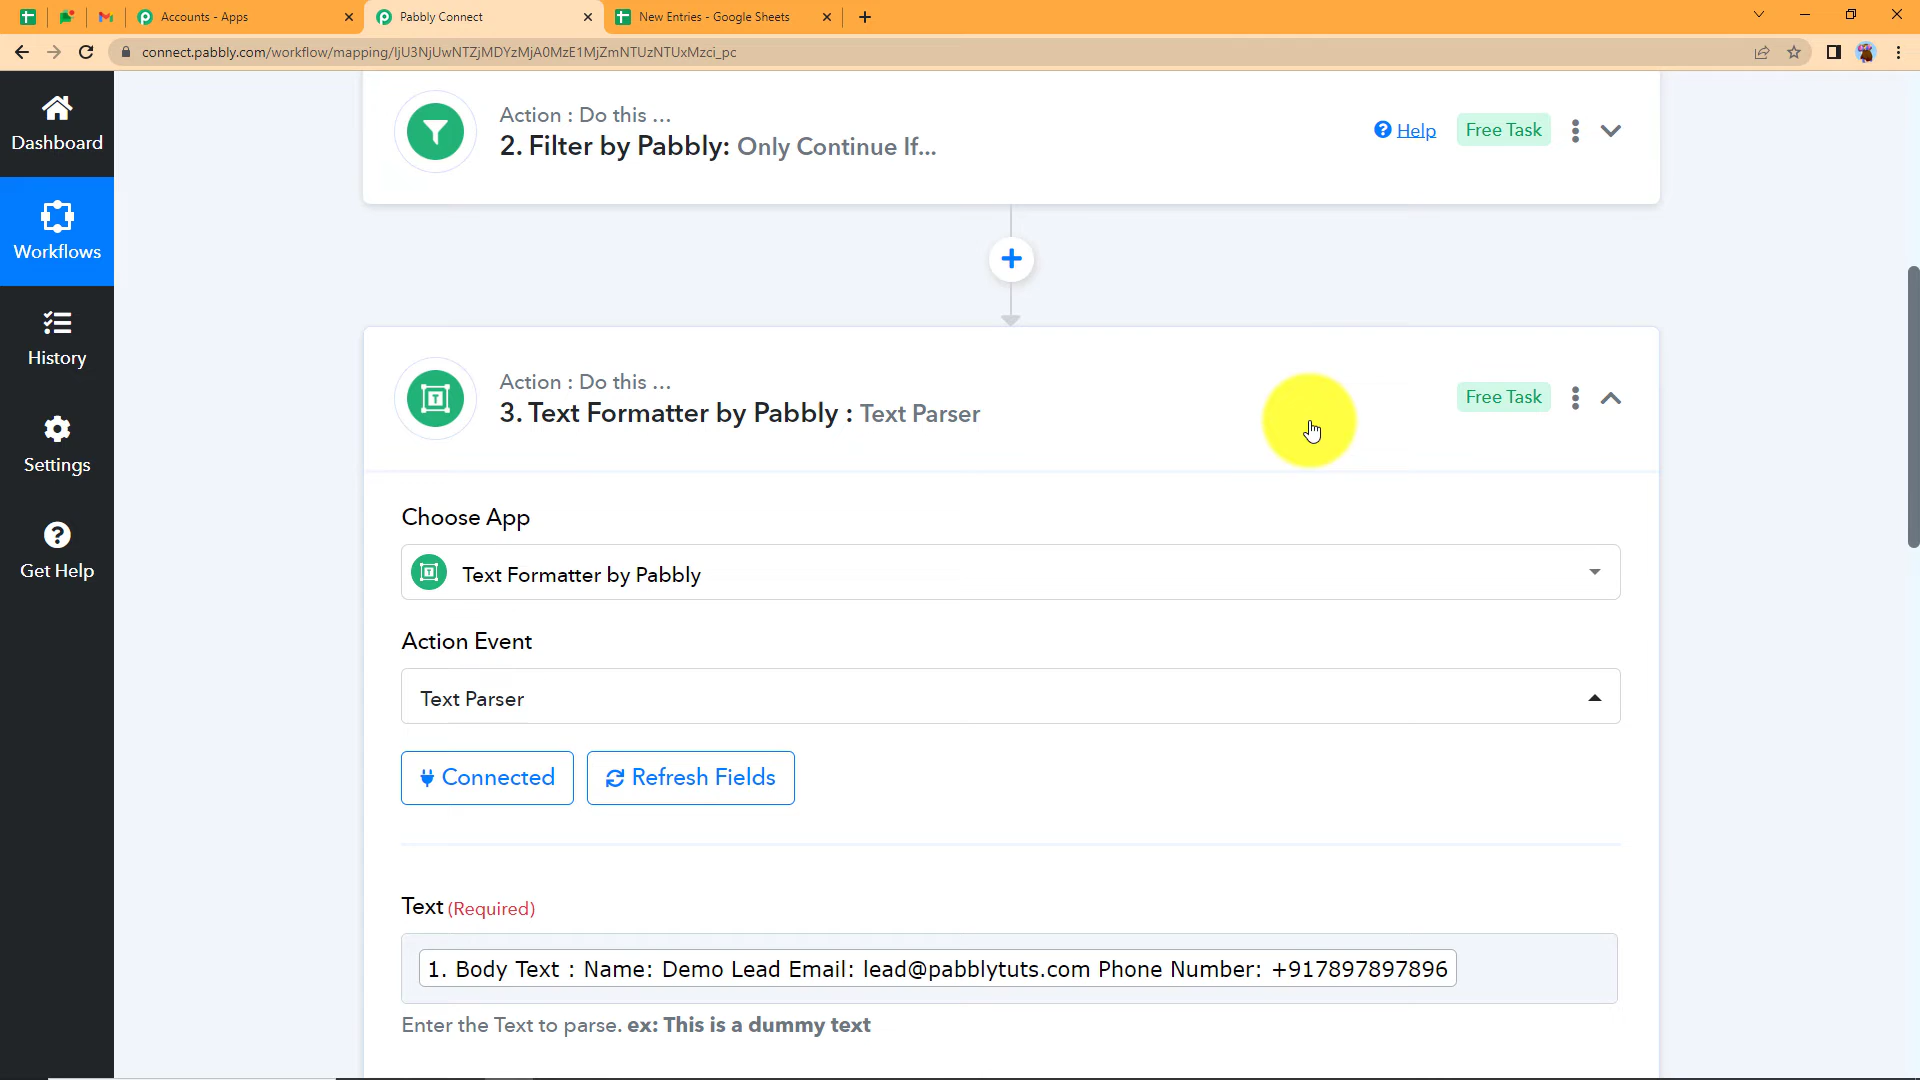 Accounts - Apps
Pabbly Connect
New Entries - Google Sheets
connect.pabbly.com/workflow/mapping/IjU3NjUwNTZjMDYzMjA0MzE1MjZmNTUzNTUxMzci_pc
Dashboard
Workflows
History
Settings
Get Help
Action : Do this ...
2. Filter by Pabbly: Only Continue If...
Help
Free Task
Action : Do this ...
3. Text Formatter by Pabbly : Text Parser
Free Task
Choose App
Text Formatter by Pabbly
Action Event
Text Parser
Connected
Refresh Fields
Text (Required)
1. Body Text : Name: Demo Lead Email: lead@pabblytuts.com Phone Number: +917897897896
Enter the Text to parse. ex: This is a dummy text